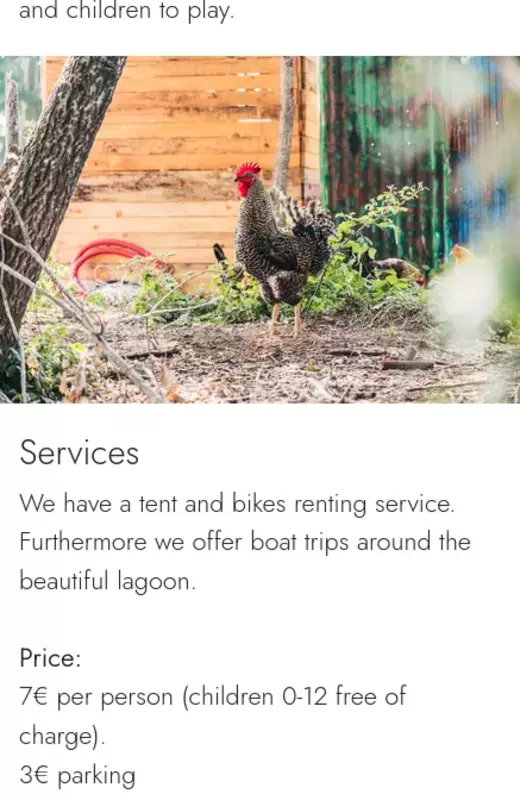 and children to play.
Services
We have a tent and bikes renting service.
Furthermore we offer boat trips around the
beautiful lagoon.
Price:
7€ per person (children 0-12 free of
charge).
3€ parking